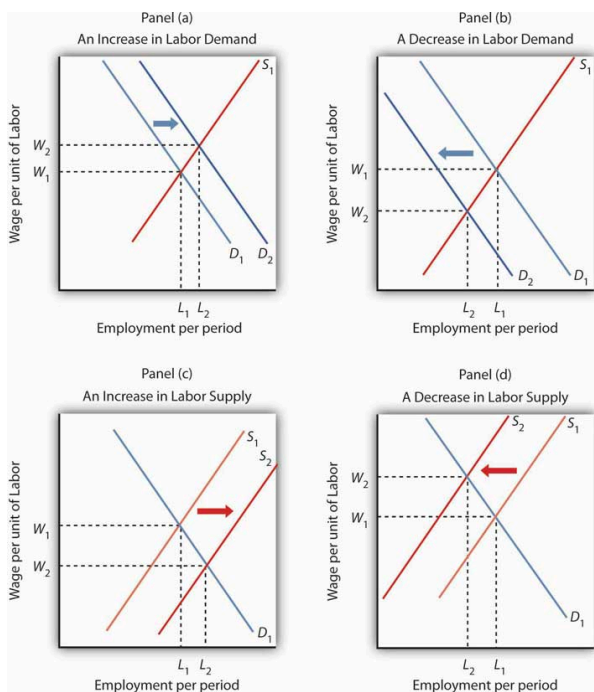 Panel (a)
An Increase in Labor Demand
Wage per unit of Labor
S1
W2
W1
D1
D2
L1 L2
Employment per period
Panel (b)
A Decrease in Labor Demand
Wage per unit of Labor
S1
W1
W2
D2
D1
L2 L1
Employment per period
Panel (c)
An Increase in Labor Supply
Wage per unit of Labor
S1
S2
W1
W2
D1
L1 L2
Employment per period
Panel (d)
A Decrease in Labor Supply
Wage per unit of Labor
S2
S1
W2
W1
D1
L2 L1
Employment per period